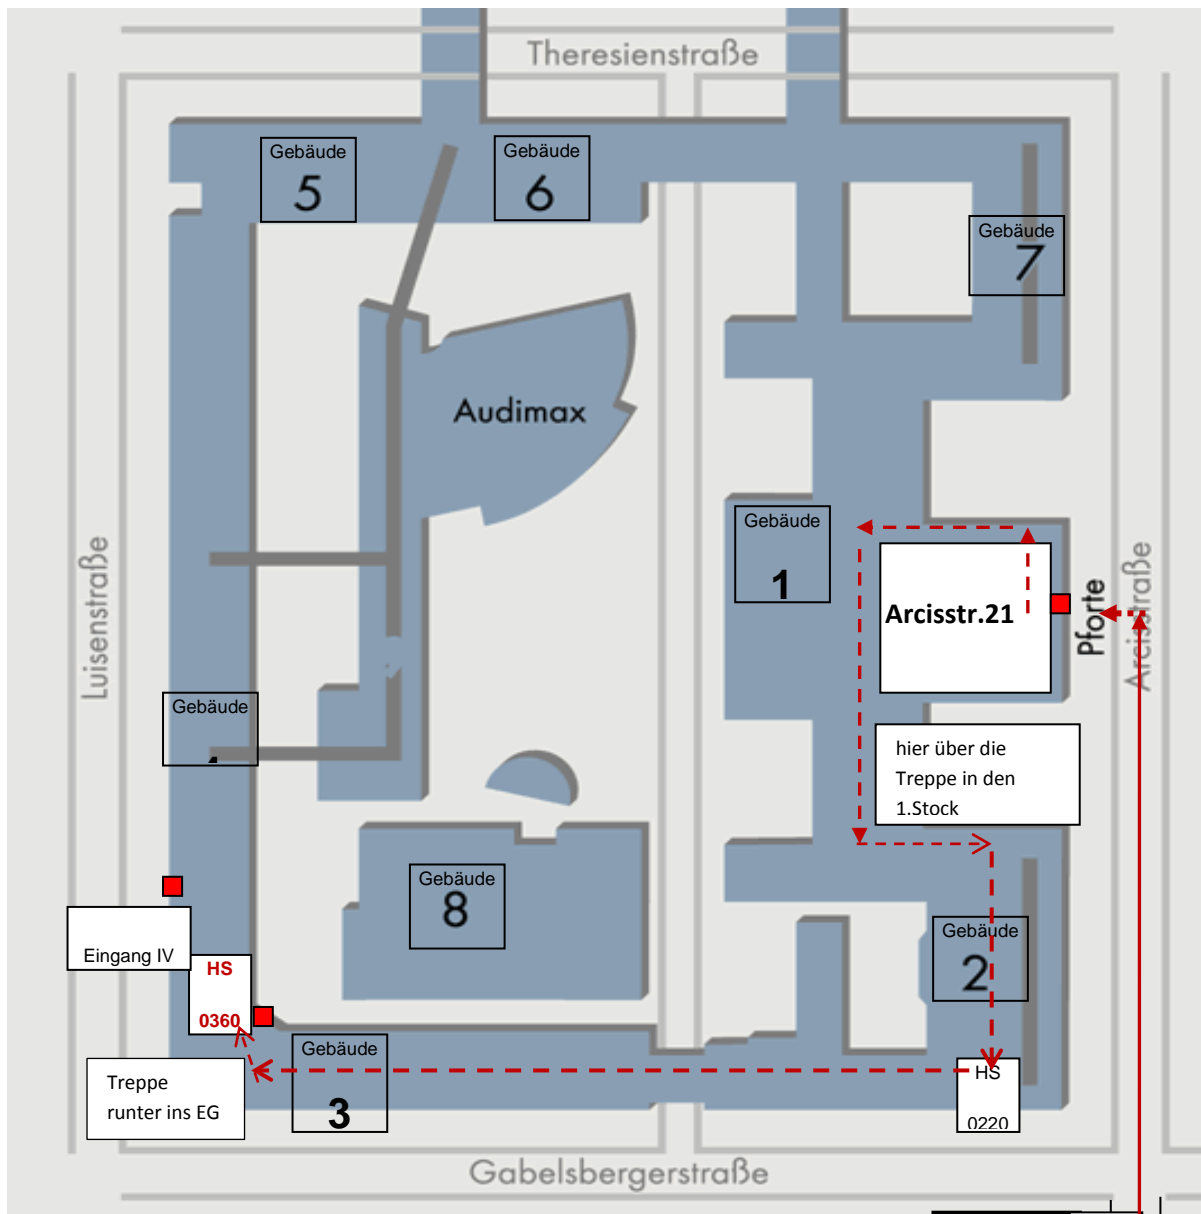 Theresienstraße
Gebäude
5
Gebäude
6
Gebäude
7
Audimax
Gebäude
1
Arcisstr.21
Pforte
Arcisstraße
Luisenstraße
Gebäude
hier über die
Treppe in den
1.Stock
Gebäude
8
Gebäude
2
Eingang IV
HS
0360
Gebäude
3
Treppe
runter ins EG
HS
0220
Gabelsbergerstraße